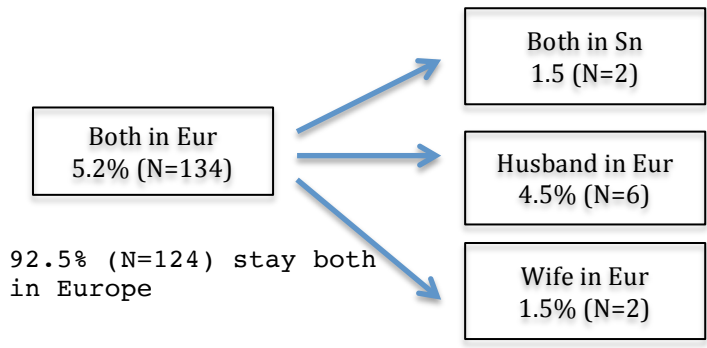 Both in Sn
1.5 (N=2)
Both in Eur
5.2% (N=134)
Husband in Eur
4.5% (N=6)
92.5% (N=124) stay both
in Europe
Wife in Eur
1.5% (N=2)